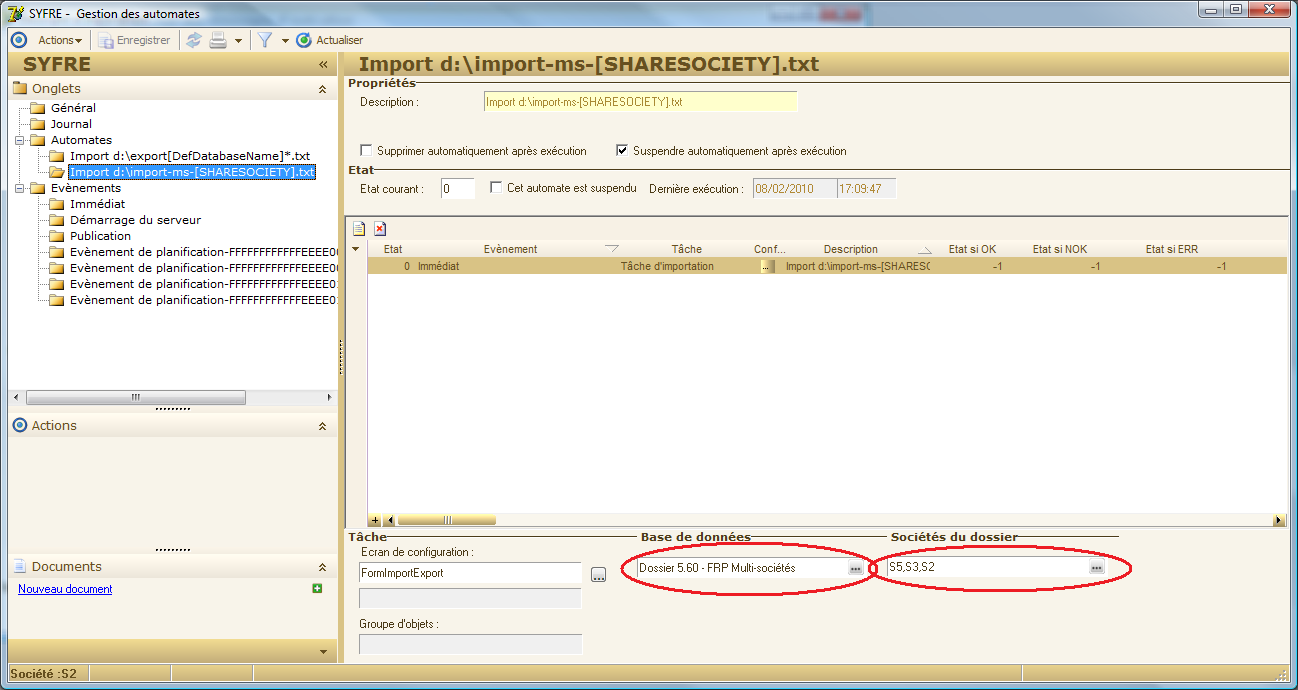 SYFRE - Gestion des automates
Actions Enregistrer Actualiser
SYFRE «
Onglets
Général
Journal
Automates
Import d:\export[DefDatabaseName]*.txt
Import d:\import-ms-[SHARESOCIETY].txt
Evènements
Immédiat
Démarrage du serveur
Publication
Evènement de planification-FFFFFFFFFFFFFEEEE0
Evènement de planification-FFFFFFFFFFFFFEEEE0
Evènement de planification-FFFFFFFFFFFFFEEEE0
Evènement de planification-FFFFFFFFFFFFFEEEE0
Actions
Documents
Nouveau document
Import d:\import-ms-[SHARESOCIETY].txt
Propriétés
Description : Import d:\import-ms-[SHARESOCIETY].txt
Supprimer automatiquement après exécution Suspendre automatiquement après exécution
Etat
Etat courant : 0 Cet automate est suspendu Dernière exécution : 08/02/2010 17:09:47
Etat Evènement Tâche Conf... Description Etat si OK Etat si NOK Etat si ERR
0 Immédiat Tâche d'importation ... Import d:\import-ms-[SHARESC -1 -1 -1
Tâche Base de données Sociétés du dossier
Ecran de configuration :
FormImportExport ... Dossier 5.60 - FRP Multi-sociétés ... S5,S3,S2 ...
Groupe d'objets :
Société :S2